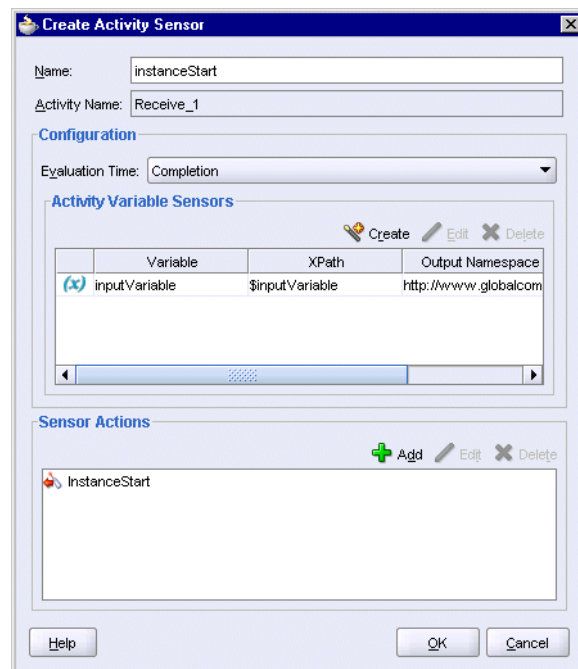 Create Activity Sensor
Name: instanceStart
Activity Name: Receive_1
Configuration
Evaluation Time: Completion
Activity Variable Sensors
Create Edit Delete
Variable XPath Output Namespace
(x) inputVariable $inputVariable http://www.globalcom
Sensor Actions
Add Edit Delete
InstanceStart
Help OK Cancel